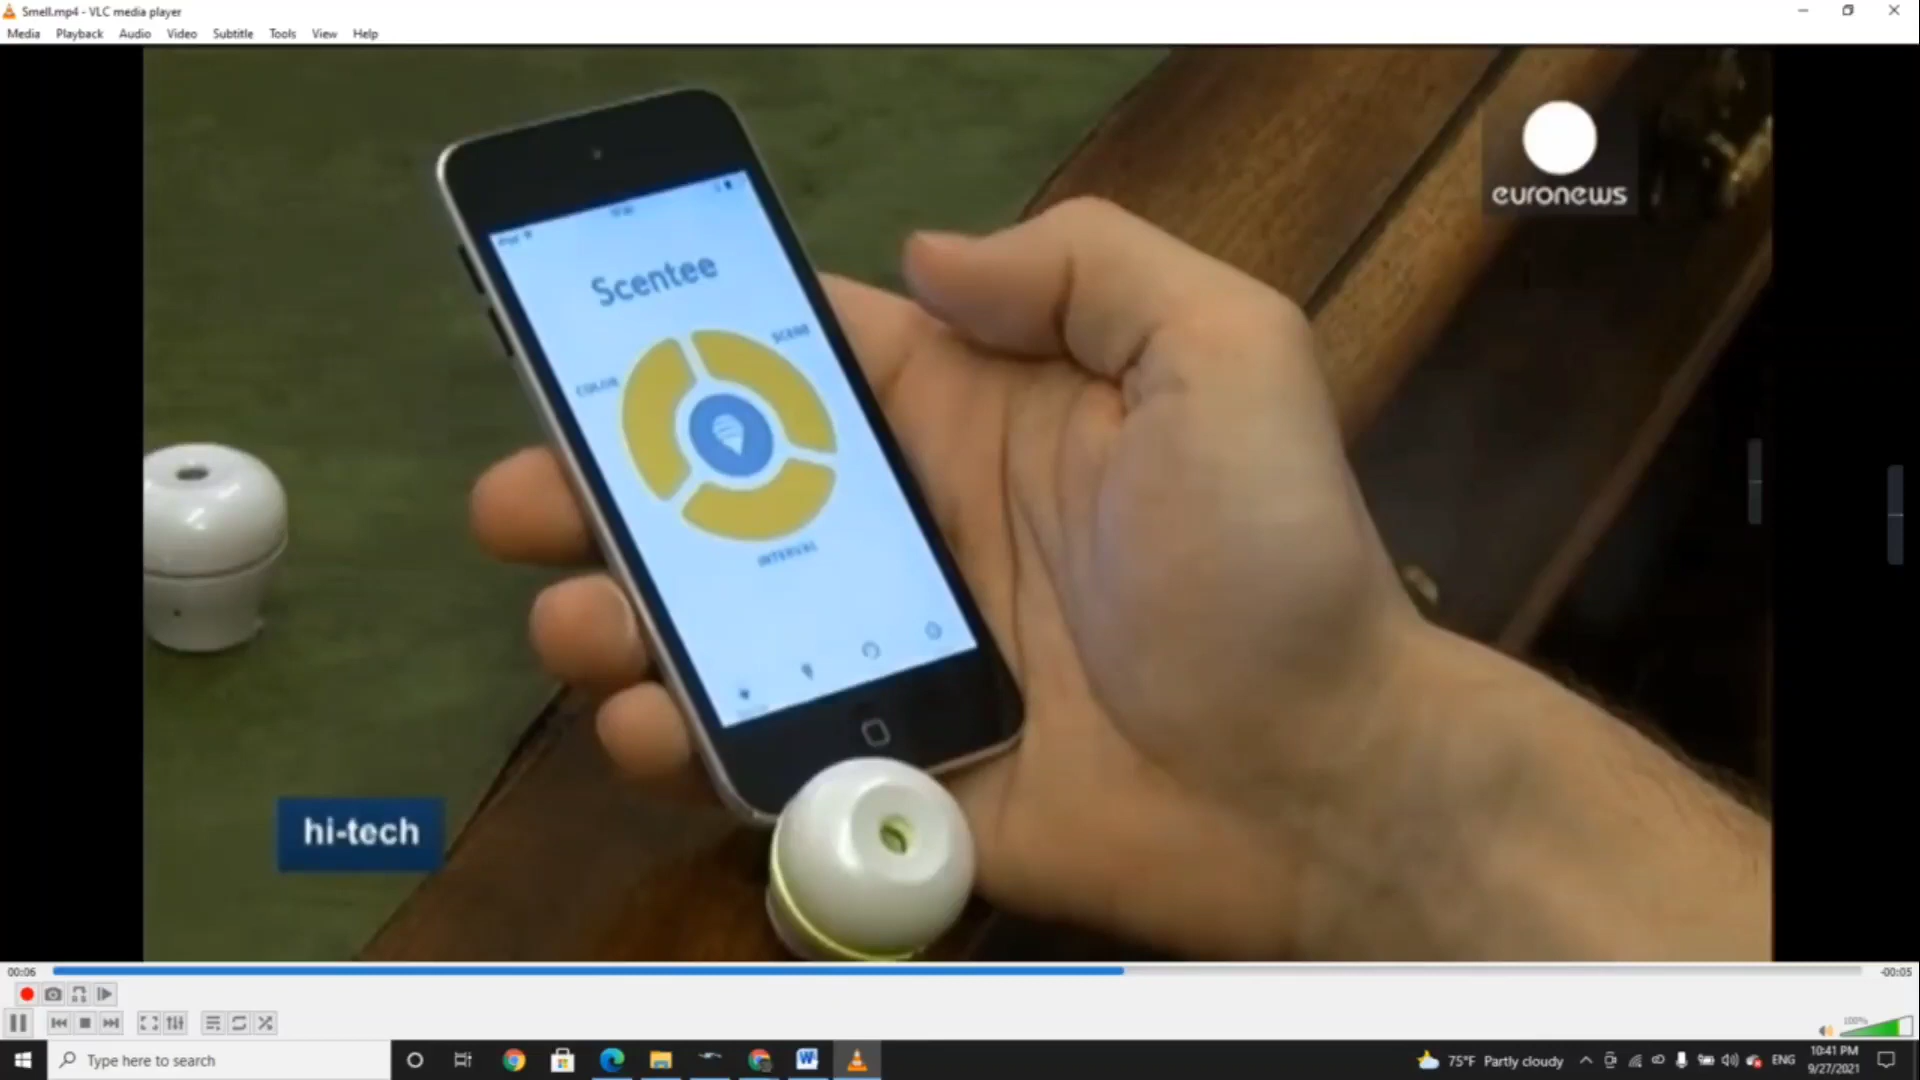 Smell.mp4 - VLC media player
Media Playback Audio Video Subtitle Tools View Help
euronews
Scentee
SCENE
COLOR
INTERVAL
hi-tech
00:06
-00:05
100%
Type here to search
75°F Partly cloudy
ENG
10:41 PM
9/27/2021